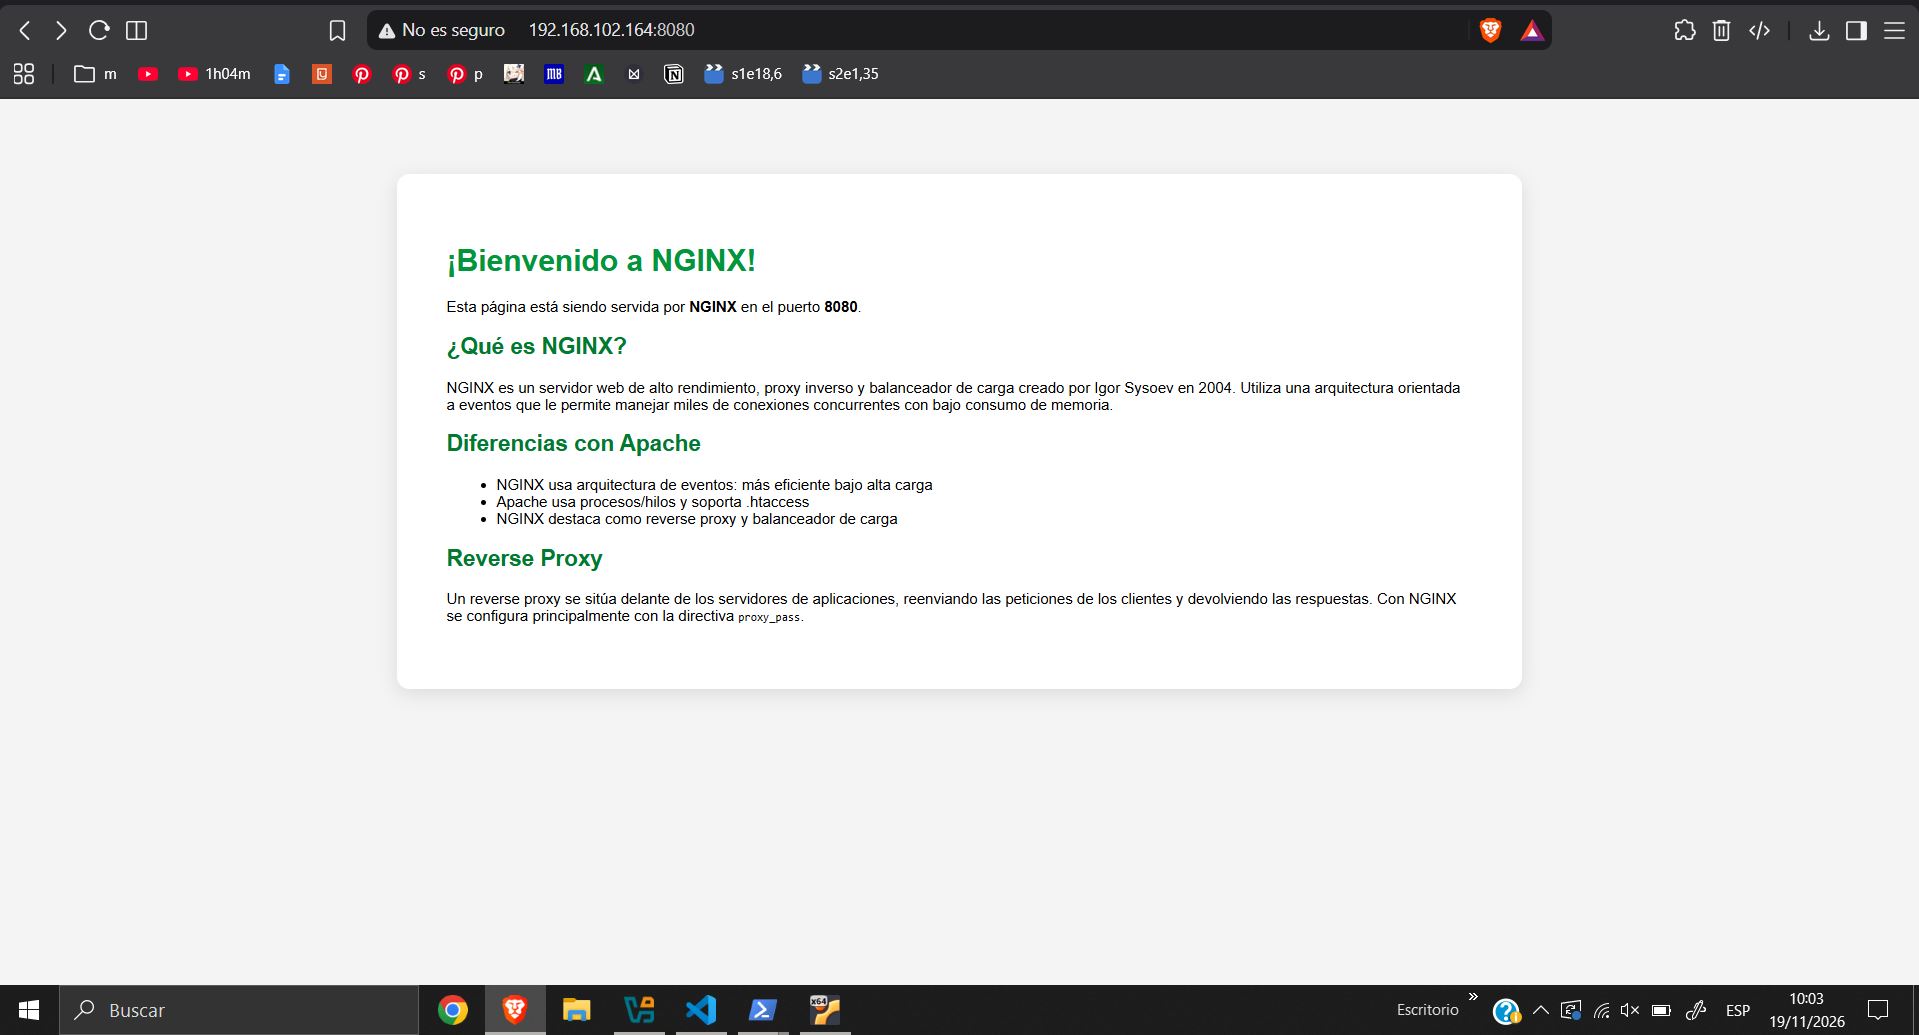 No es seguro 192.168.102.164:8080
m 1h04m s p MB A N s1e18,6 s2e1,35
¡Bienvenido a NGINX!
Esta página está siendo servida por NGINX en el puerto 8080.
¿Qué es NGINX?
NGINX es un servidor web de alto rendimiento, proxy inverso y balanceador de carga creado por Igor Sysoev en 2004. Utiliza una arquitectura orientada
a eventos que le permite manejar miles de conexiones concurrentes con bajo consumo de memoria.
Diferencias con Apache
• NGINX usa arquitectura de eventos: más eficiente bajo alta carga
• Apache usa procesos/hilos y soporta .htaccess
• NGINX destaca como reverse proxy y balanceador de carga
Reverse Proxy
Un reverse proxy se sitúa delante de los servidores de aplicaciones, reenviando las peticiones de los clientes y devolviendo las respuestas. Con NGINX
se configura principalmente con la directiva proxy_pass.
Buscar
x64
Escritorio » ESP
10:03
19/11/2026